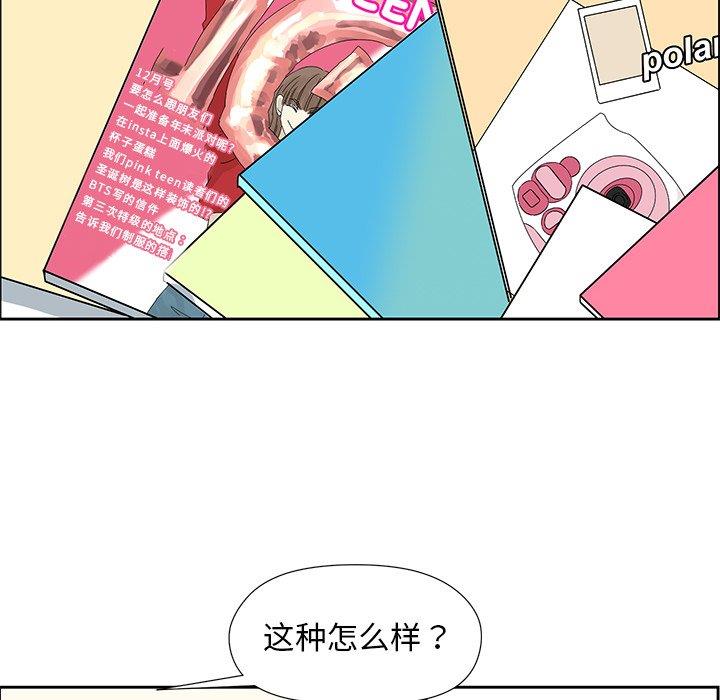 TEEN
polar
12月号
要怎么跟朋友们
一起准备年末派对呢?
在insta上面爆火的
杯子蛋糕
我们pink teen读者们的
圣诞树是这样装饰的!?
BTS写的信件
第三次特级的地点:
告诉我们制服的搭
这种怎么样？